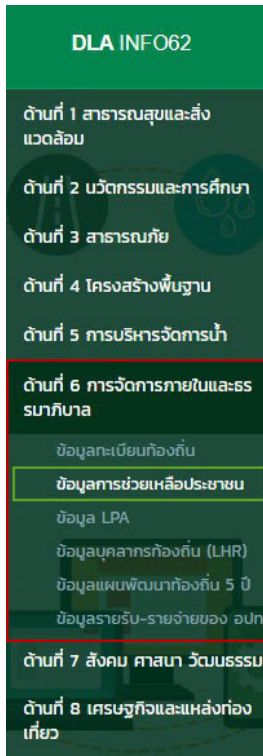 DLA INFO62
ด้านที่ 1 สาธารณสุขและสิ่ง
แวดล้อม
ด้านที่ 2 นวัตกรรมและการศึกษา
ด้านที่ 3 สาธารณภัย
ด้านที่ 4 โครงสร้างพื้นฐาน
ด้านที่ 5 การบริหารจัดการน้ำ
ด้านที่ 6 การจัดการภายในและธร
รมาภิบาล
ข้อมูลทะเบียนท้องถิ่น
ข้อมูลการช่วยเหลือประชาชน
ข้อมูล LPA
ข้อมูลบุคลากรท้องถิ่น (LHR)
ข้อมูลแผนพัฒนาท้องถิ่น 5 ปี
ข้อมูลรายรับ-รายจ่ายของ อปท
ด้านที่ 7 สังคม ศาสนา วัฒนธรรม
ด้านที่ 8 เศรษฐกิจและแหล่งท่อง
เที่ยว